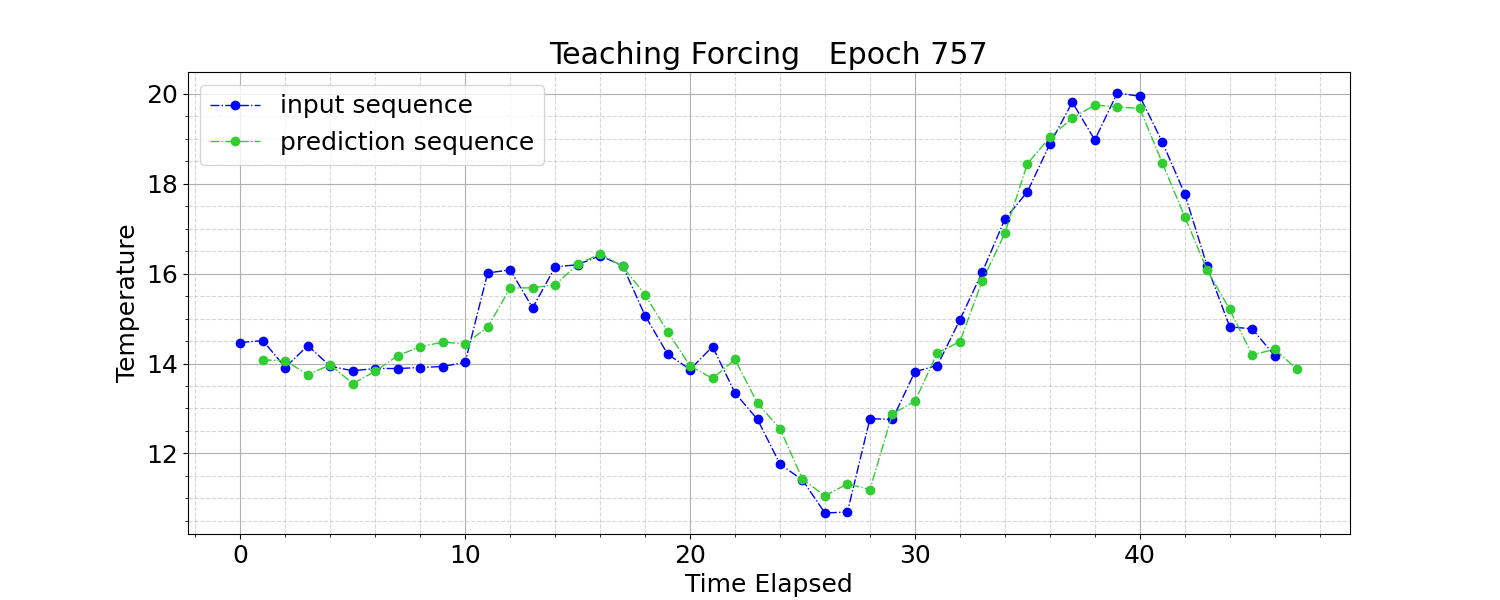 Teaching Forcing   Epoch 757
input sequence
prediction sequence
Temperature
20
18
16
14
12
0 10 20 30 40
Time Elapsed